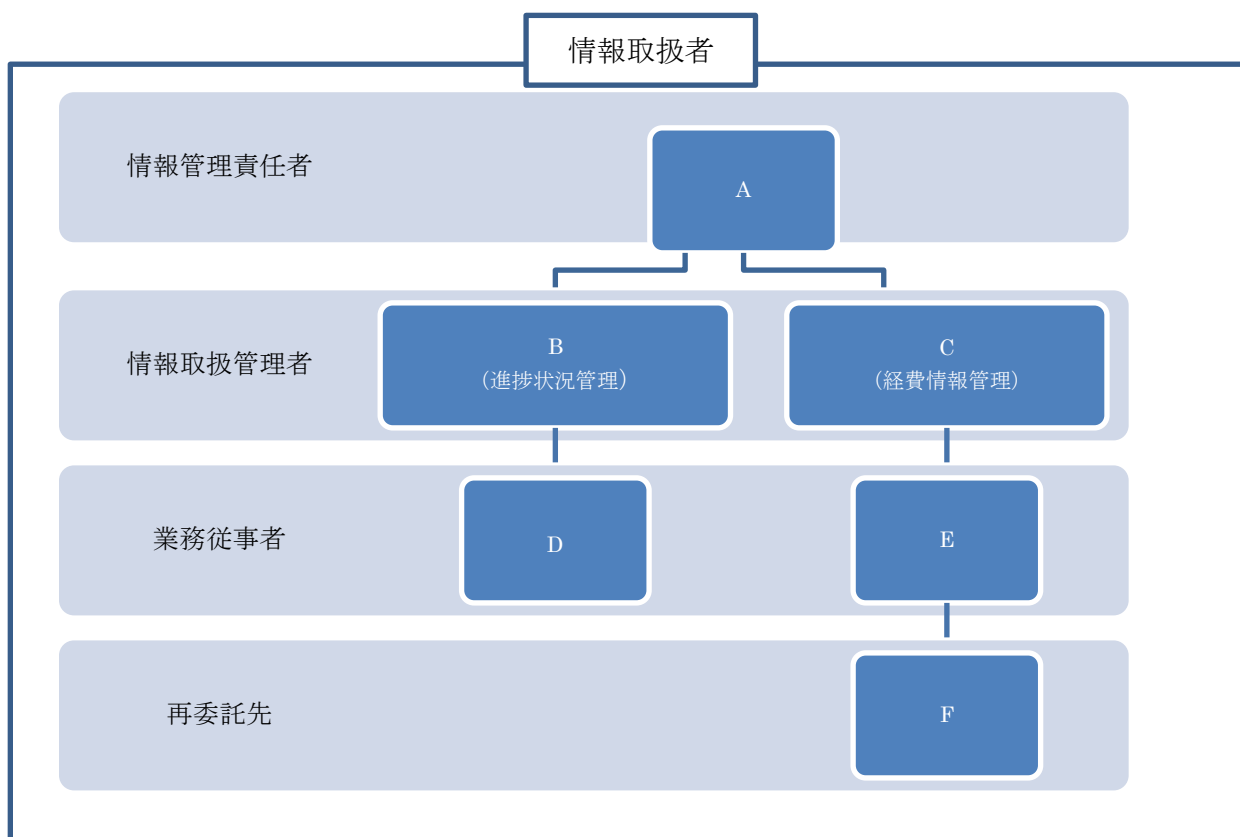 情報取扱者
情報管理責任者
A
情報取扱管理者
B
（進捗状況管理）
C
（経費情報管理）
業務従事者
D
E
再委託先
F